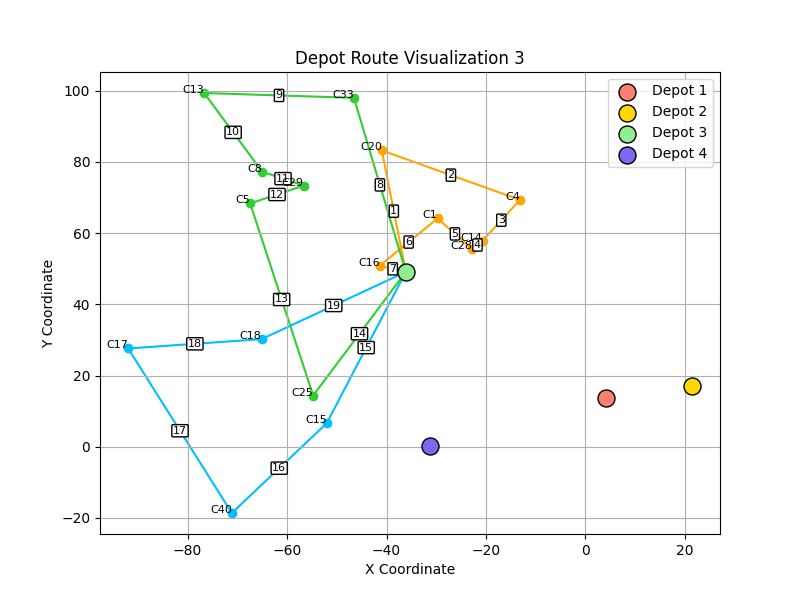 Depot Route Visualization 3
Depot 1
Depot 2
Depot 3
Depot 4
Y Coordinate
100
80
60
40
20
0
−20
C13
9
C33
10
C20
C8
11
C29
12
8
2
C5
1
C4
C1
3
5
C14
6
C28
4
C16
7
13
19
14
15
C17
18
C18
C25
C15
17
16
C40
−80
−60
−40
−20
0
20
X Coordinate